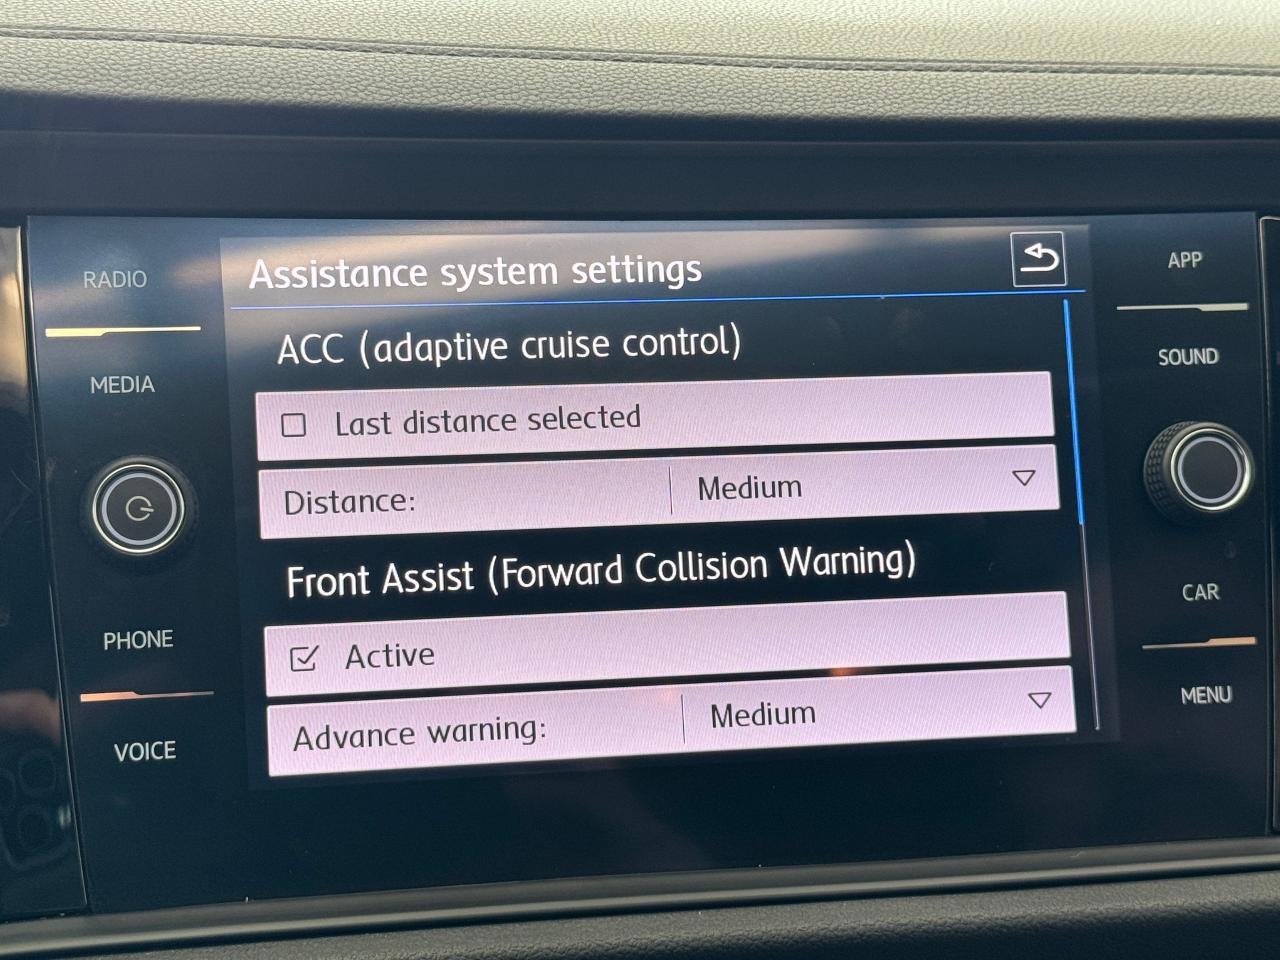 RADIO
MEDIA
PHONE
VOICE
Assistance system settings
ACC (adaptive cruise control)
Last distance selected
Distance: Medium
Front Assist (Forward Collision Warning)
Active
Advance warning: Medium
APP
SOUND
CAR
MENU